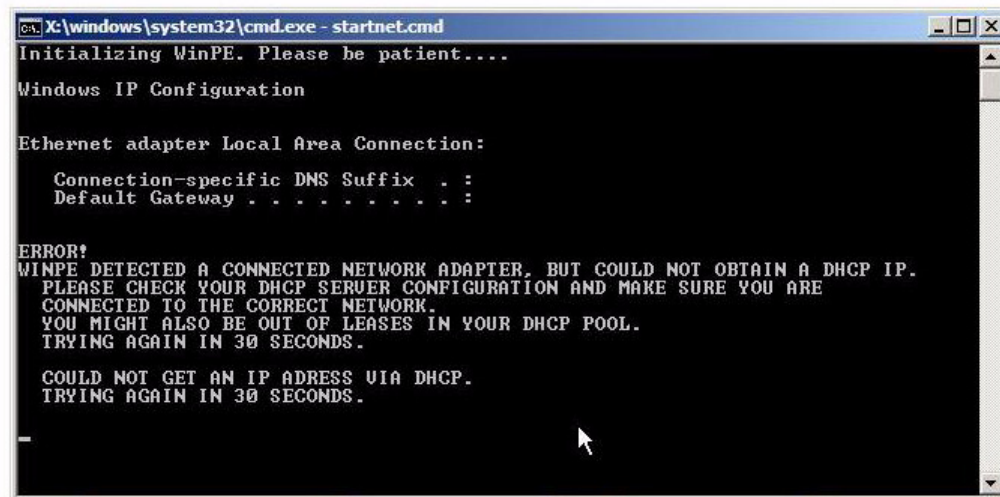 X:\windows\system32\cmd.exe - startnet.cmd
Initializing WinPE. Please be patient....
Windows IP Configuration
Ethernet adapter Local Area Connection:
Connection-specific DNS Suffix  . :
Default Gateway . . . . . . . . . :
ERROR!
WINPE DETECTED A CONNECTED NETWORK ADAPTER, BUT COULD NOT OBTAIN A DHCP IP.
PLEASE CHECK YOUR DHCP SERVER CONFIGURATION AND MAKE SURE YOU ARE
CONNECTED TO THE CORRECT NETWORK.
YOU MIGHT ALSO BE OUT OF LEASES IN YOUR DHCP POOL.
TRYING AGAIN IN 30 SECONDS.
COULD NOT GET AN IP ADRESS VIA DHCP.
TRYING AGAIN IN 30 SECONDS.